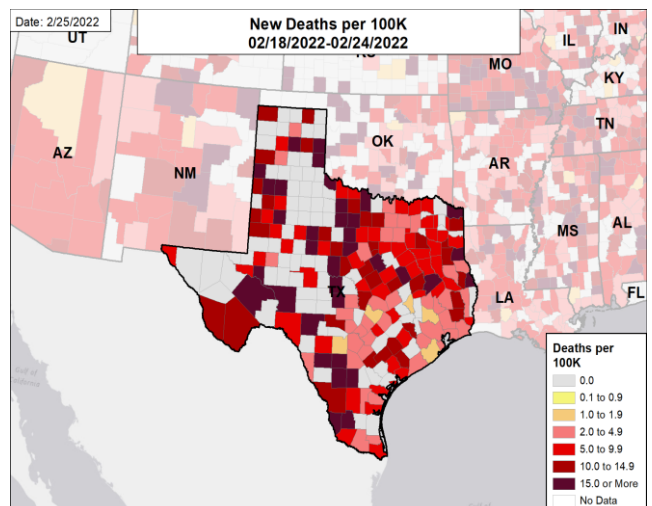 Date: 2/25/2022
New Deaths per 100K
02/18/2022-02/24/2022
UT
IL
IN
MO
KY
AZ
NM
OK
TN
AR
MS
AL
TX
LA
FL
Gulf of
California
Deaths per
100K
0.0
0.1 to 0.9
1.0 to 1.9
2.0 to 4.9
5.0 to 9.9
10.0 to 14.9
15.0 or More
No Data